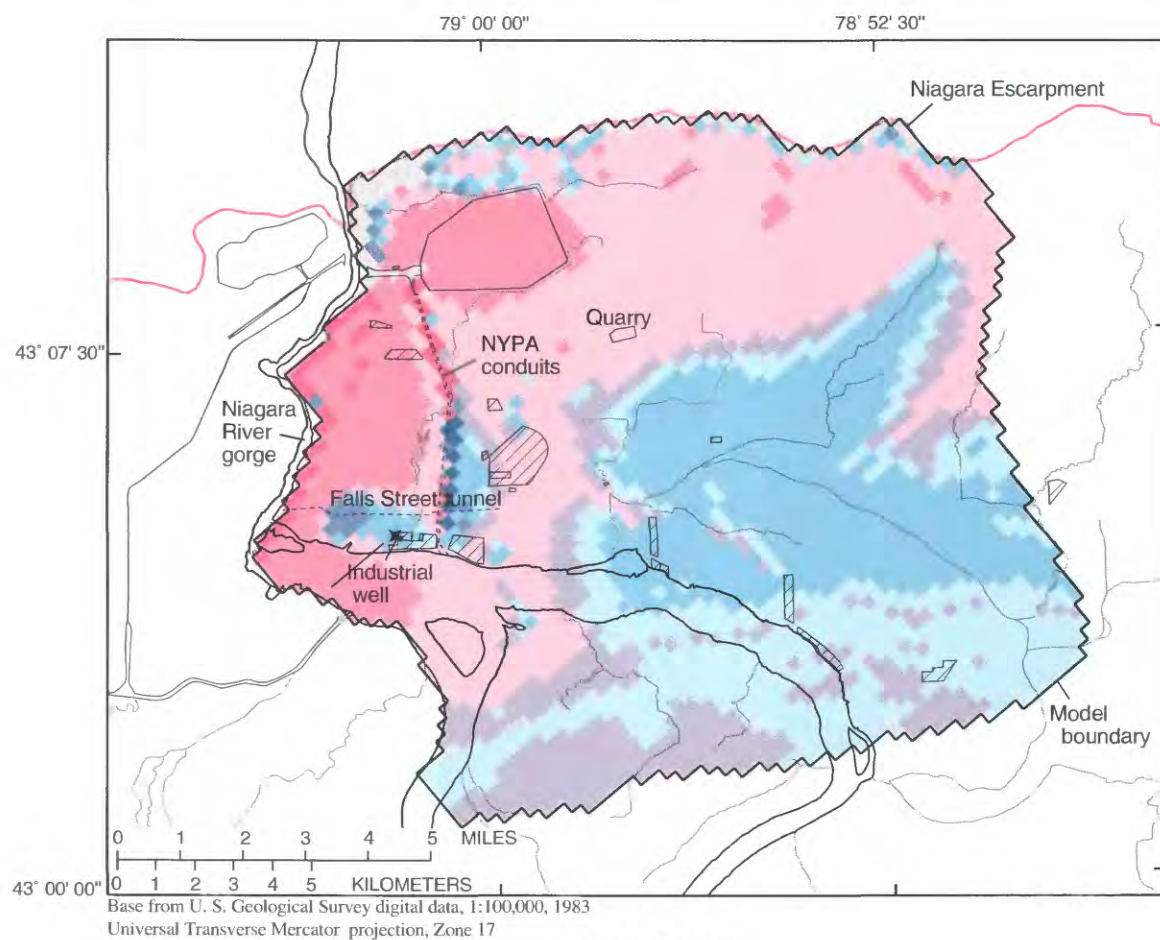 79° 00' 00"
78° 52' 30"
Niagara Escarpment
43° 07' 30"
Quarry
NYPA
conduits
Niagara
River
gorge
Falls Street tunnel
Industrial
well
Model
boundary
0 1 2 3 4 5 MILES
0 1 2 3 4 5 KILOMETERS
43° 00' 00"
Base from U. S. Geological Survey digital data, 1:100,000, 1983
Universal Transverse Mercator projection, Zone 17